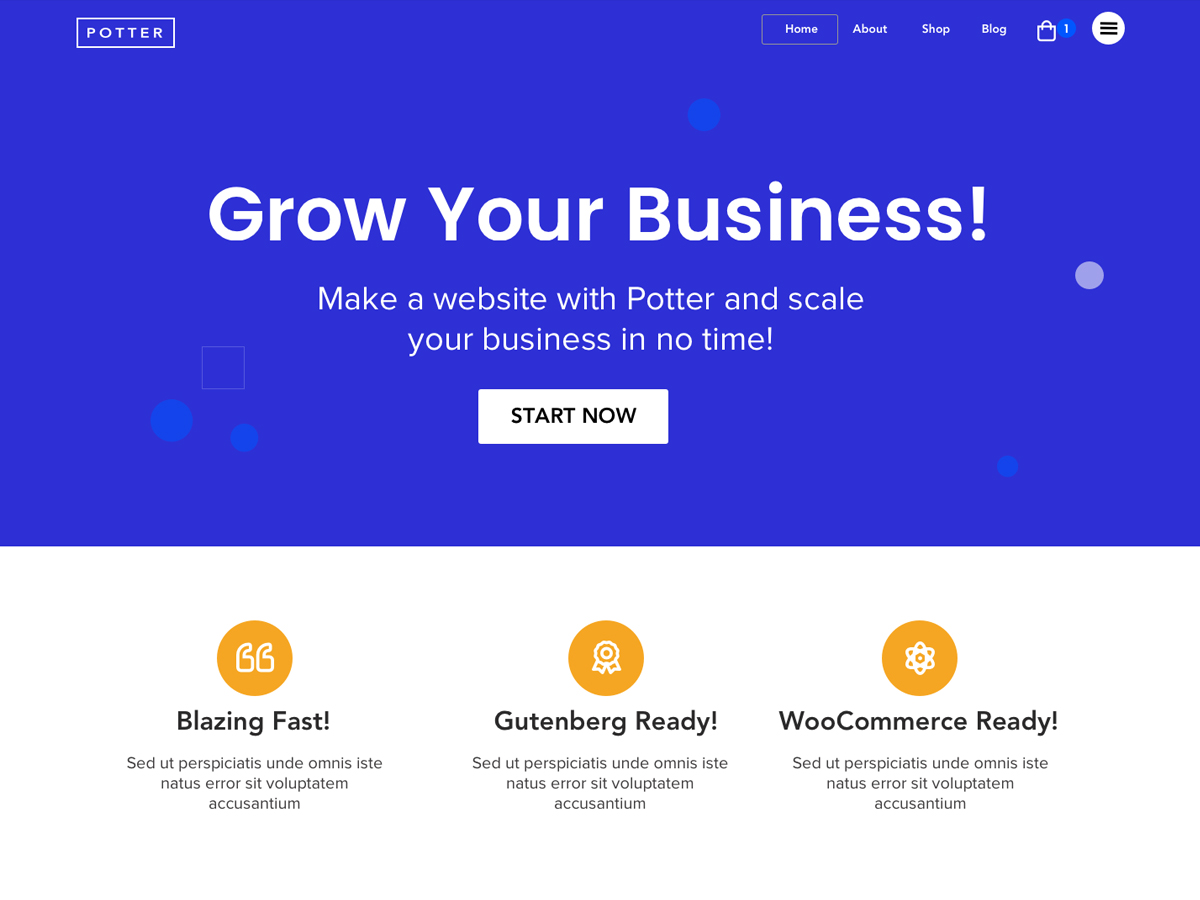 POTTER
Home About Shop Blog 1
Grow Your Business!
Make a website with Potter and scale
your business in no time!
START NOW
Blazing Fast!
Sed ut perspiciatis unde omnis iste
natus error sit voluptatem
accusantium
Gutenberg Ready!
Sed ut perspiciatis unde omnis iste
natus error sit voluptatem
accusantium
WooCommerce Ready!
Sed ut perspiciatis unde omnis iste
natus error sit voluptatem
accusantium